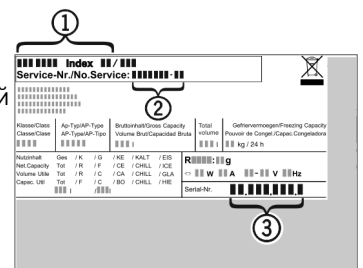 ①
й
Index /
Service-Nr./No.Service: -
②
Klasse/Class Ap-Typ/AP-Type Bruttoinhalt/Gross Capacity Total Gefriervermoegen/Freezing Capacity
Classe/Clase AP-Type/AP-Tipo Volume Brut/Capacidad Bruta volume Pouvoir de Congel./Capac.Congeladora
l l kg / 24 h
Nutzinhalt Ges / K / G / KE / KALT / EIS
Net.Capacity Tot / R / F / CE / CHILL / ICE
Volume Utile Tot / R / C / CA / CHILL / GLA
Capac. Util Tot / F / C / BO / CHILL / HIE
l / l
R : g
W A - V Hz
Serial-Nr. . . .
③